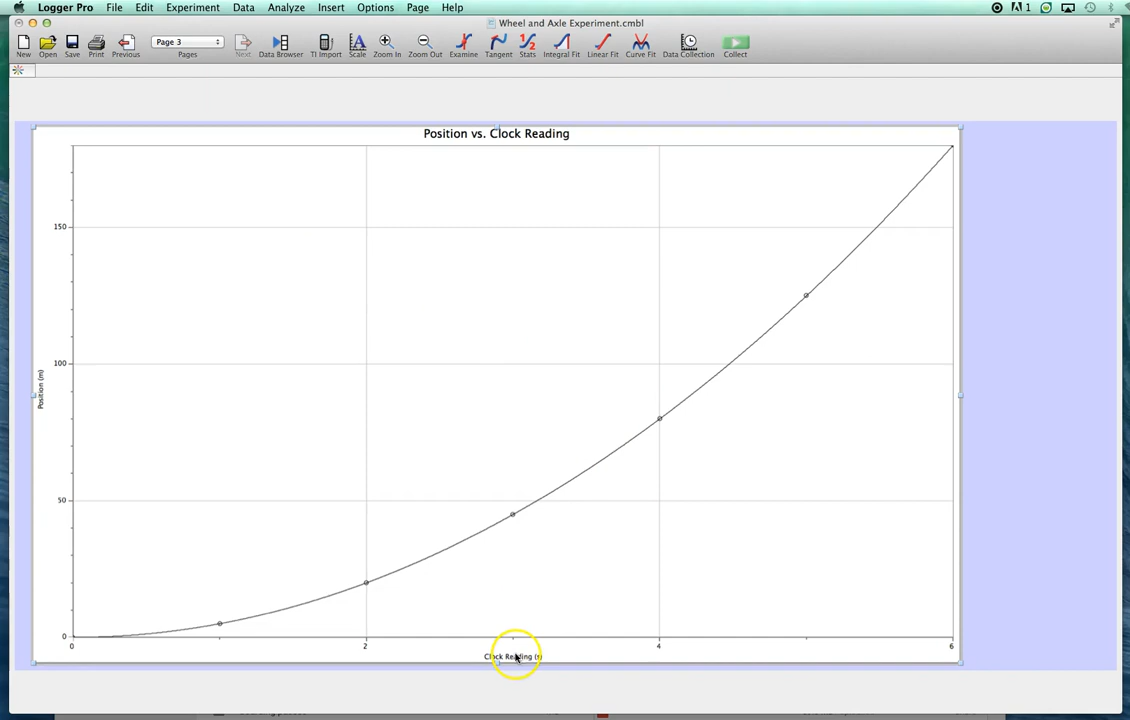 Logger Pro File Edit Experiment Data Analyze Insert Options Page Help
1
Wheel and Axle Experiment.cmbl
Page 3
New Open Save Print Previous Pages Next Data Browser TI Import Scale Zoom In Zoom Out Examine Tangent Stats Integral Fit Linear Fit Curve Fit Data Collection Collect
Position vs. Clock Reading
150
100
Position (m)
50
0
0 2 4 6
Clock Reading (s)